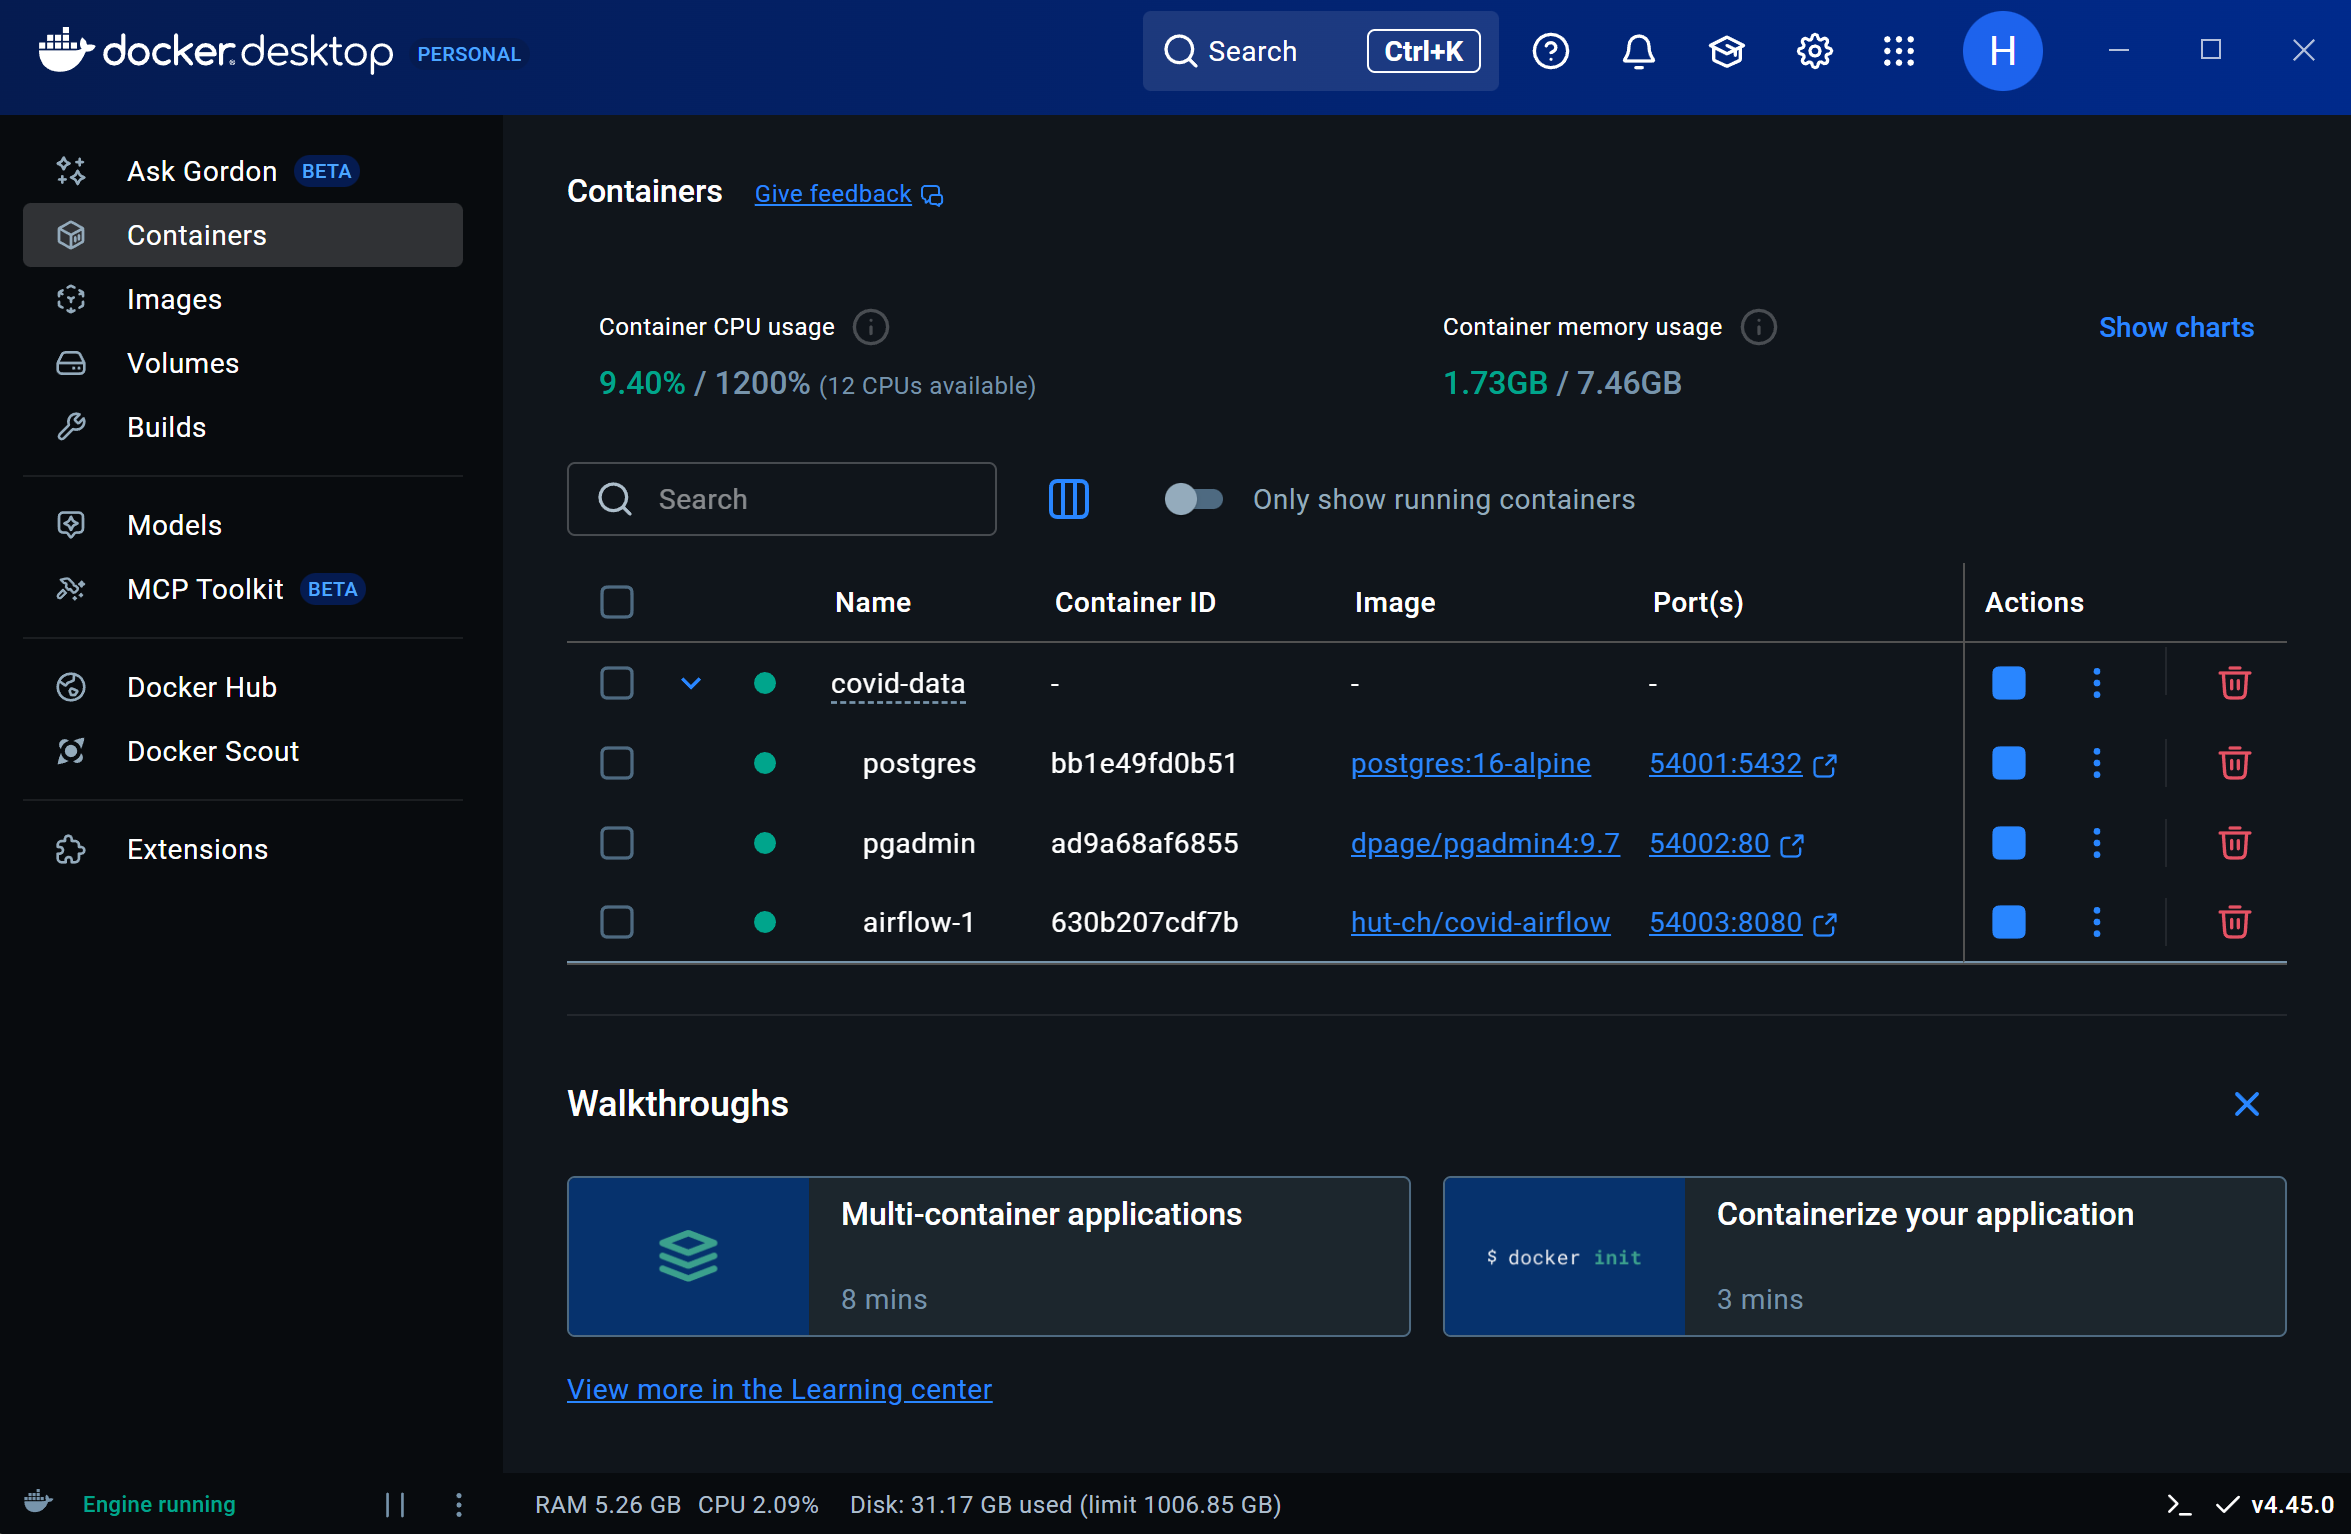 docker desktop PERSONAL
Search Ctrl+K
H
Ask Gordon BETA
Containers
Images
Volumes
Builds
Models
MCP Toolkit BETA
Docker Hub
Docker Scout
Extensions
Containers Give feedback
Container CPU usage
9.40% / 1200% (12 CPUs available)
Container memory usage
1.73GB / 7.46GB
Show charts
Search
Only show running containers
Name Container ID Image Port(s) Actions
covid-data - - -
postgres bb1e49fd0b51 postgres:16-alpine 54001:5432
pgadmin ad9a68af6855 dpage/pgadmin4:9.7 54002:80
airflow-1 630b207cdf7b hut-ch/covid-airflow 54003:8080
Walkthroughs
Multi-container applications
8 mins
$ docker init
Containerize your application
3 mins
View more in the Learning center
Engine running
RAM 5.26 GB CPU 2.09% Disk: 31.17 GB used (limit 1006.85 GB)
v4.45.0